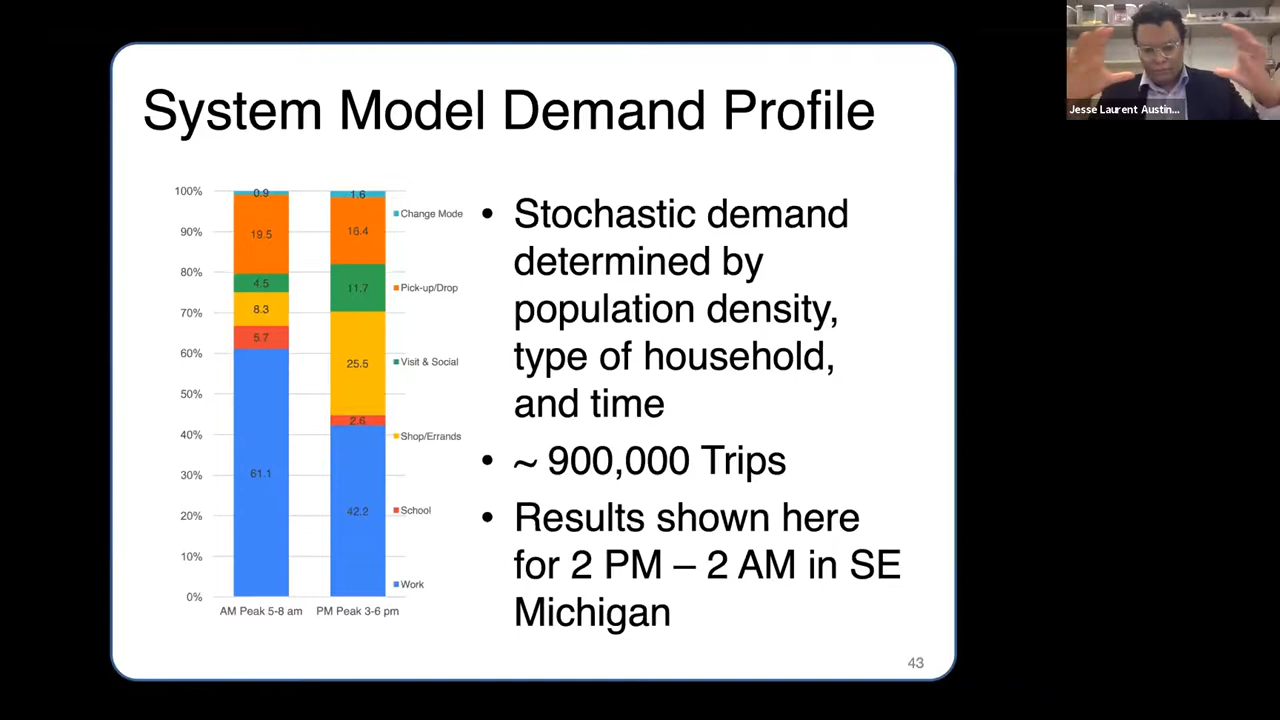 System Model Demand Profile
100%
90%
80%
70%
60%
50%
40%
30%
20%
10%
0%
0.9
19.5
4.5
8.3
5.7
61.1
1.6
16.4
11.7
25.5
2.6
42.2
AM Peak 5-8 am
PM Peak 3-6 pm
Change Mode
Pick-up/Drop
Visit & Social
Shop/Errands
School
Work
• Stochastic demand
determined by
population density,
type of household,
and time
• ~ 900,000 Trips
• Results shown here
for 2 PM – 2 AM in SE
Michigan
43
Jesse Laurent Austin...